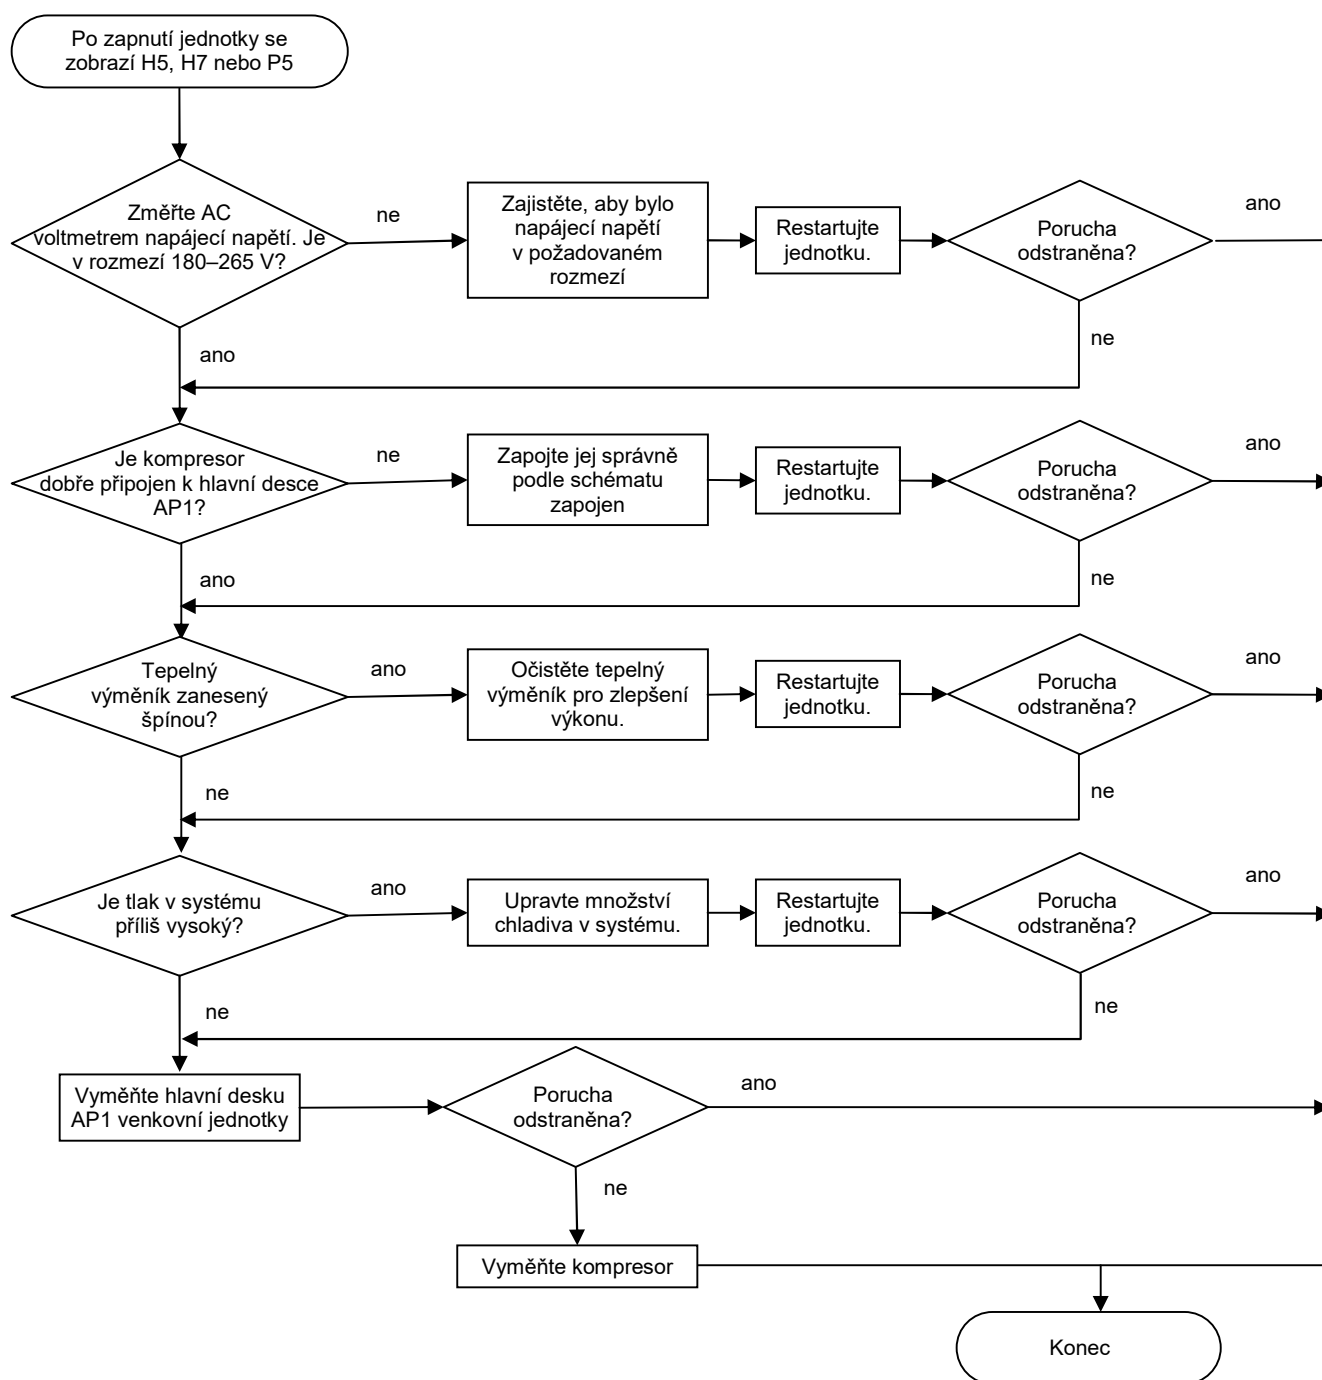 Po zapnutí jednotky se
zobrazí H5, H7 nebo P5
Změřte AC
voltmetrem napájecí napětí. Je
v rozmezí 180–265 V?
ne
Zajistěte, aby bylo
napájecí napětí
v požadovaném
rozmezí
Restartujte
jednotku.
Porucha
odstraněna?
ano
ano
ne
Je kompresor
dobře připojen k hlavní desce
AP1?
ne
Zapojte jej správně
podle schématu
zapojen
Restartujte
jednotku.
Porucha
odstraněna?
ano
ano
ne
Tepelný
výměník zanesený
špínou?
ano
Očistěte tepelný
výměník pro zlepšení
výkonu.
Restartujte
jednotku.
Porucha
odstraněna?
ano
ne
ne
Je tlak v systému
příliš vysoký?
ano
Upravte množství
chladiva v systému.
Restartujte
jednotku.
Porucha
odstraněna?
ano
ne
ne
Vyměňte hlavní desku
AP1 venkovní jednotky
Porucha
odstraněna?
ano
ne
Vyměňte kompresor
Konec